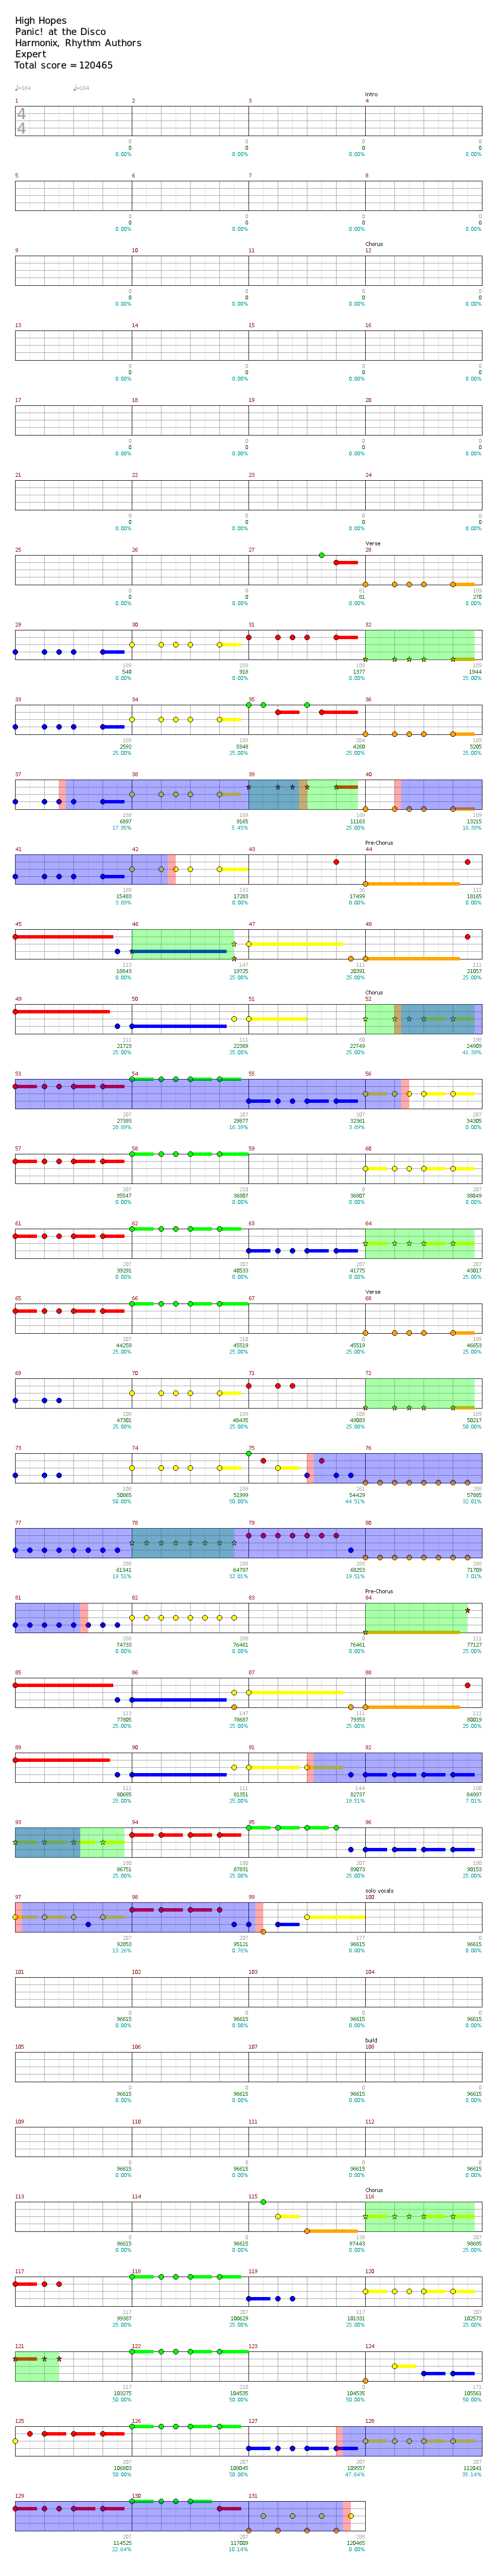 High Hopes
Panic! at the Disco
Harmonix, Rhythm Authors
Expert
Total score = 120465
♩=164 ♩=164 Intro
1 2 3 4
4
4
0 0 0 0
0 0 0 0
0.00% 0.00% 0.00% 0.00%
5 6 7 8
0 0 0 0
0 0 0 0
0.00% 0.00% 0.00% 0.00%
Chorus
9 10 11 12
0 0 0 0
0 0 0 0
0.00% 0.00% 0.00% 0.00%
13 14 15 16
0 0 0 0
0 0 0 0
0.00% 0.00% 0.00% 0.00%
17 18 19 20
0 0 0 0
0 0 0 0
0.00% 0.00% 0.00% 0.00%
21 22 23 24
0 0 0 0
0 0 0 0
0.00% 0.00% 0.00% 0.00%
Verse
25 26 27 28
0 0 81 189
0 0 81 270
0.00% 0.00% 0.00% 0.00%
29 30 31 32
189 189 189 189
540 918 1377 1944
0.00% 0.00% 0.00% 25.00%
33 34 35 36
189 189 204 189
2592 3348 4260 5205
25.00% 25.00% 25.00% 25.00%
37 38 39 40
189 189 189 189
6897 9165 11163 13215
17.95% 5.45% 25.00% 16.39%
Pre-Chorus
41 42 43 44
189 192 36 111
15483 17283 17499 18165
3.89% 0.00% 0.00% 0.00%
45 46 47 48
113 147 111 111
18843 19725 20391 21057
0.00% 25.00% 25.00% 25.00%
Chorus
49 50 51 52
111 111 60 196
21723 22389 22749 24909
25.00% 25.00% 25.00% 41.39%
53 54 55 56
207 207 207 207
27393 29877 32361 34305
28.89% 16.39% 3.89% 0.00%
57 58 59 60
207 210 0 207
35547 36807 36807 38049
0.00% 0.00% 0.00% 0.00%
61 62 63 64
207 207 207 207
39291 40533 41775 43017
0.00% 0.00% 0.00% 25.00%
Verse
65 66 67 68
207 210 0 189
44259 45519 45519 46653
25.00% 25.00% 25.00% 25.00%
69 70 71 72
108 189 108 189
47301 48435 49083 50217
25.00% 25.00% 25.00% 50.00%
73 74 75 76
108 189 261 288
50865 51999 54429 57885
50.00% 50.00% 44.51% 32.01%
77 78 79 80
288 288 288 288
61341 64797 68253 71709
19.51% 32.01% 19.51% 7.01%
Pre-Chorus
81 82 83 84
288 288 0 111
74733 76461 76461 77127
0.00% 0.00% 0.00% 25.00%
85 86 87 88
113 147 111 111
77805 78687 79353 80019
25.00% 25.00% 25.00% 25.00%
89 90 91 92
111 111 144 180
80685 81351 82737 84897
25.00% 25.00% 19.51% 7.01%
93 94 95 96
180 180 207 180
86751 87831 89073 90153
25.00% 25.00% 25.00% 25.00%
solo vocals
97 98 99 100
207 207 177 0
92853 95121 96615 96615
13.26% 0.76% 0.00% 0.00%
101 102 103 104
0 0 0 0
96615 96615 96615 96615
0.00% 0.00% 0.00% 0.00%
build
105 106 107 108
0 0 0 0
96615 96615 96615 96615
0.00% 0.00% 0.00% 0.00%
109 110 111 112
0 0 0 0
96615 96615 96615 96615
0.00% 0.00% 0.00% 0.00%
Chorus
113 114 115 116
0 0 138 207
96615 96615 97443 98685
0.00% 0.00% 0.00% 25.00%
117 118 119 120
117 207 117 207
99387 100629 101331 102573
25.00% 25.00% 25.00% 25.00%
121 122 123 124
117 210 0 171
103275 104535 104535 105561
50.00% 50.00% 50.00% 50.00%
125 126 127 128
207 207 207 207
106803 108045 109557 112041
50.00% 50.00% 47.64% 35.14%
129 130 131
207 207 288
114525 117009 120465
22.64% 10.14% 0.00%